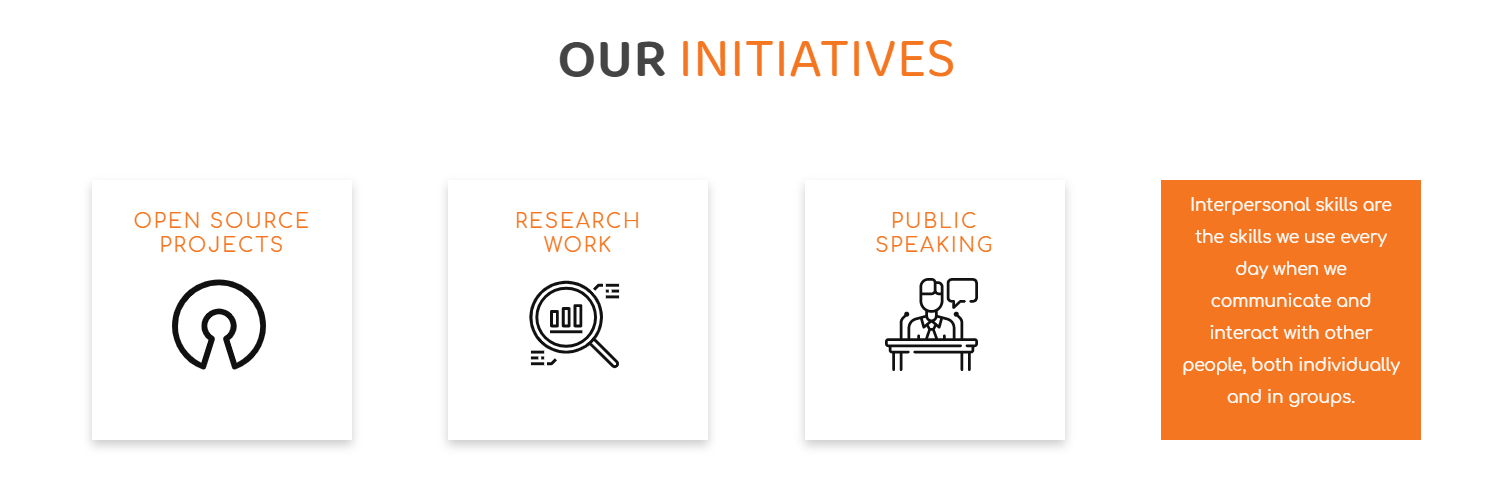 OUR INITIATIVES
OPEN SOURCE
PROJECTS
RESEARCH
WORK
PUBLIC
SPEAKING
Interpersonal skills are
the skills we use every
day when we
communicate and
interact with other
people, both individually
and in groups.